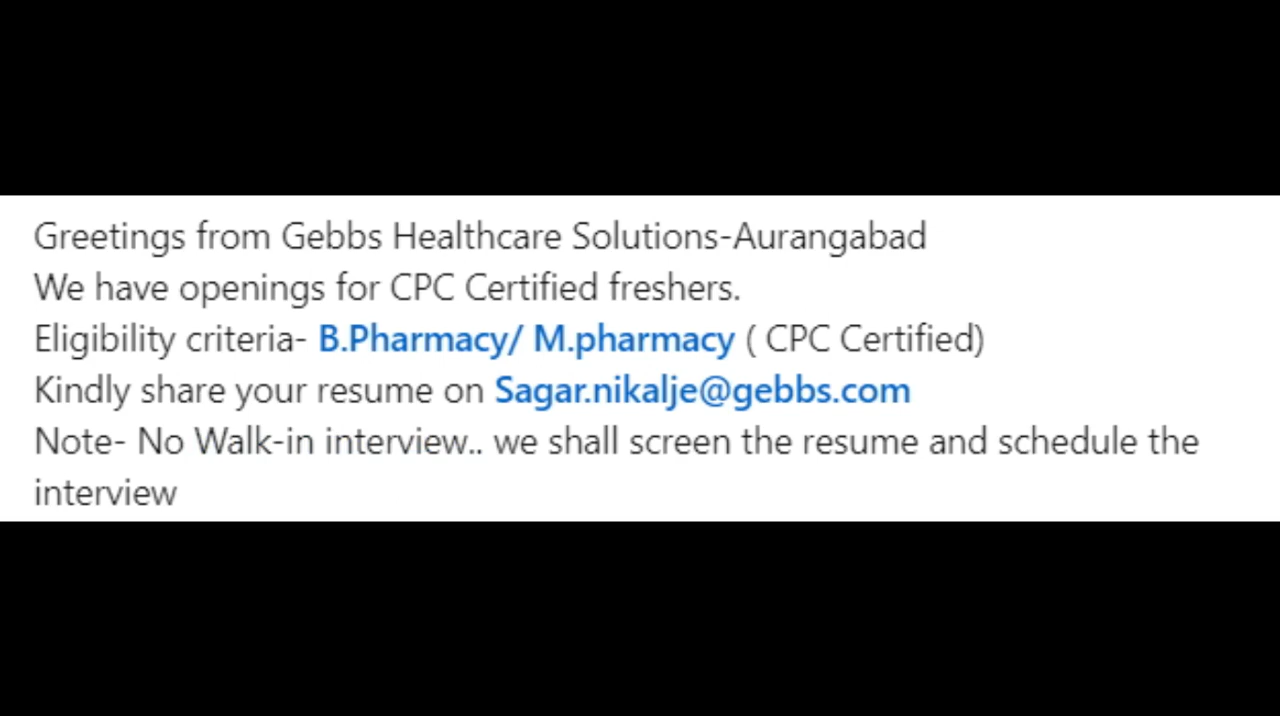 Greetings from Gebbs Healthcare Solutions-Aurangabad
We have openings for CPC Certified freshers.
Eligibility criteria- B.Pharmacy/ M.pharmacy ( CPC Certified)
Kindly share your resume on Sagar.nikalje@gebbs.com
Note- No Walk-in interview.. we shall screen the resume and schedule the
interview